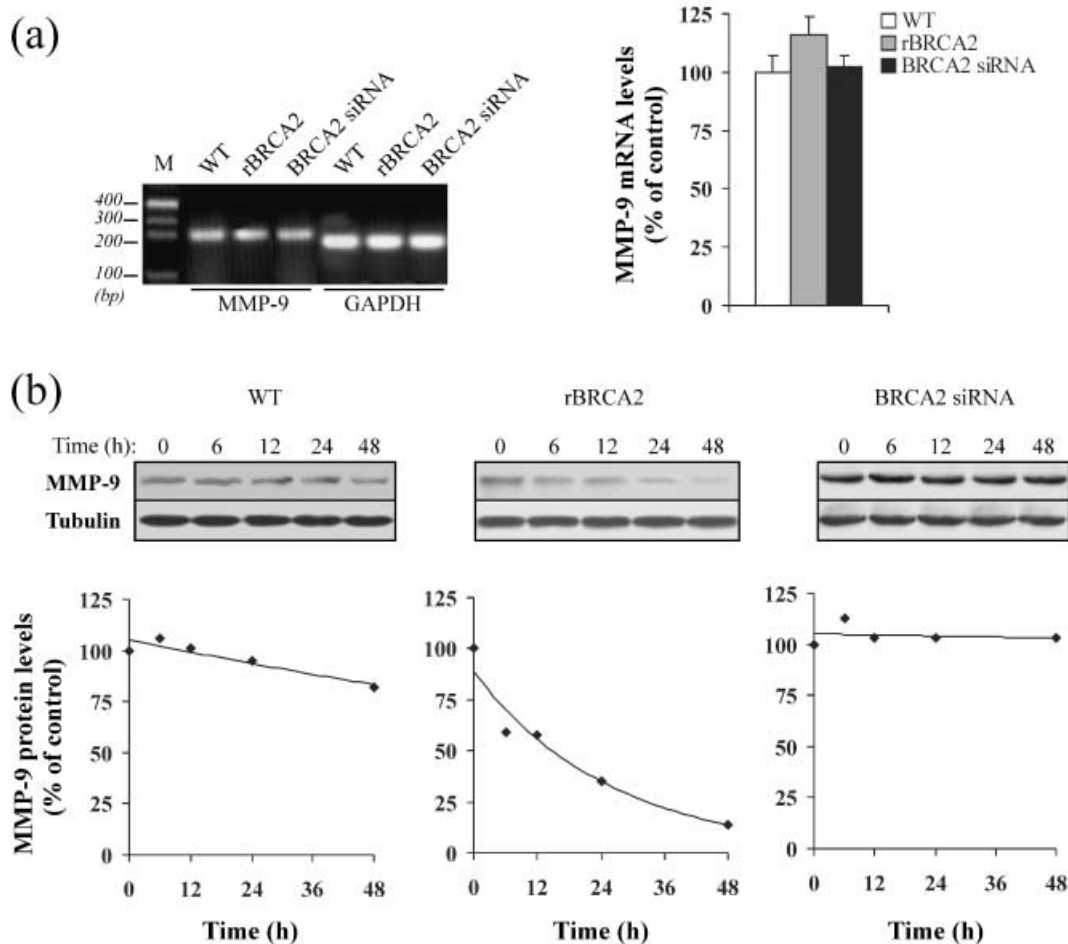 (a)
M WT rBRCA2 BRCA2 siRNA WT rBRCA2 BRCA2 siRNA
400
300
200
100
(bp)
MMP-9 GAPDH
MMP-9 mRNA levels
(% of control)
125
100
75
50
25
0
WT
rBRCA2
BRCA2 siRNA
(b)
WT rBRCA2 BRCA2 siRNA
Time (h): 0 6 12 24 48 0 6 12 24 48 0 6 12 24 48
MMP-9
Tubulin
MMP-9 protein levels
(% of control)
125
100
75
50
25
0
0 12 24 36 48
Time (h)
125
100
75
50
25
0
0 12 24 36 48
Time (h)
125
100
75
50
25
0
0 12 24 36 48
Time (h)